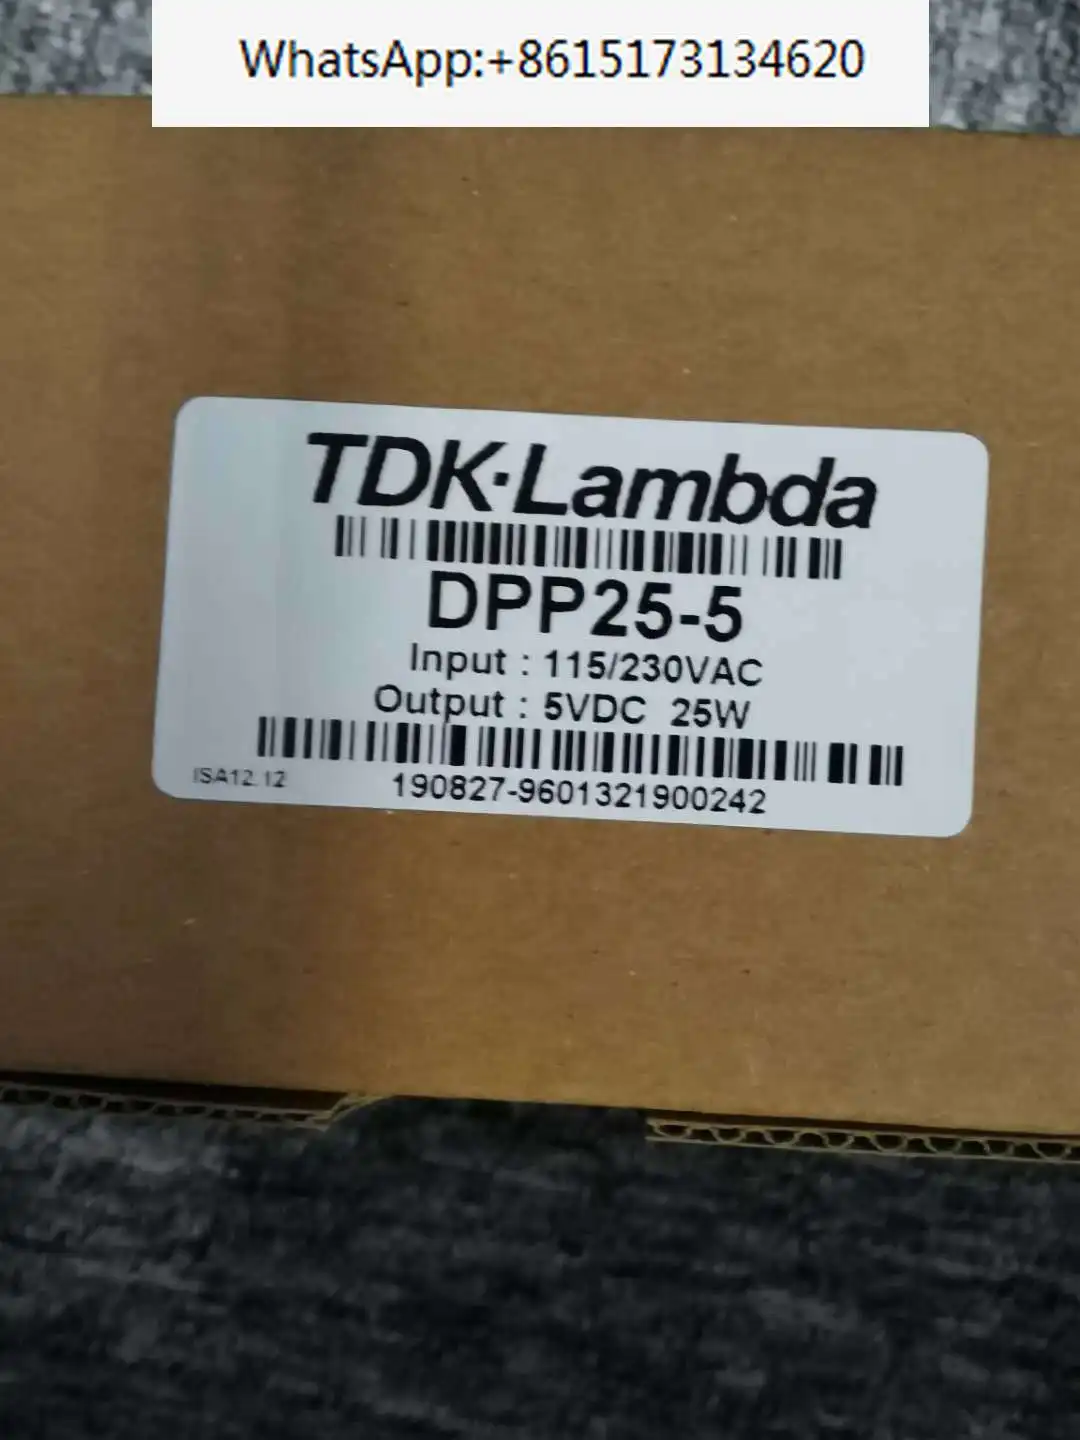 WhatsApp:+8615173134620
TDK·Lambda
DPP25-5
Input : 115/230VAC
Output : 5VDC 25W
ISA12.12
190827-9601321900242